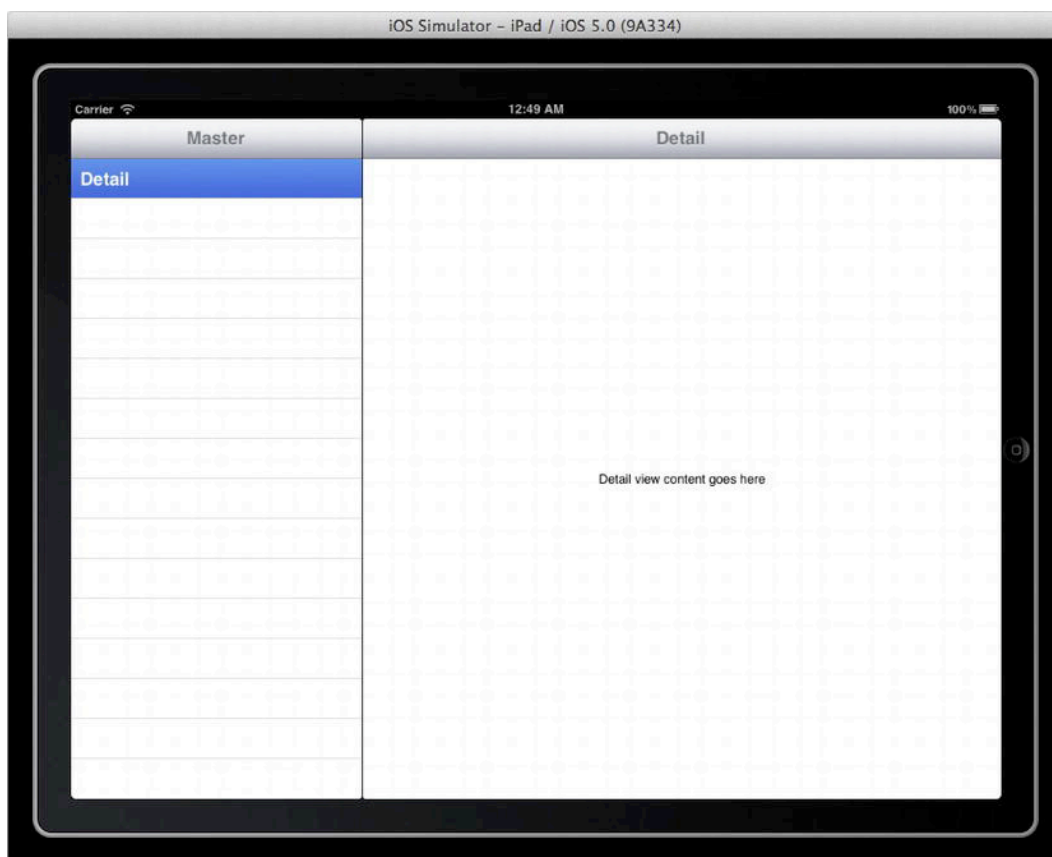 iOS Simulator – iPad / iOS 5.0 (9A334)
Carrier 12:49 AM 100%
Master Detail
Detail
Detail view content goes here